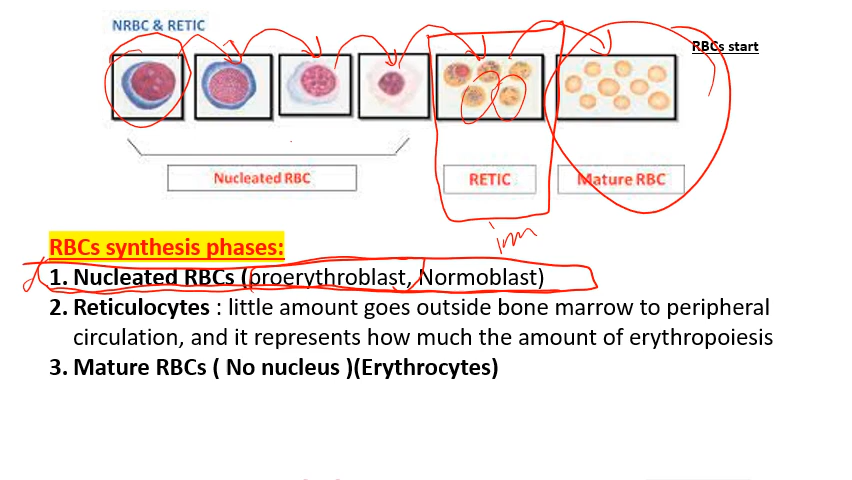 NRBC & RETIC
RBCs start
Nucleated RBC
RETIC
Mature RBC
RBCs synthesis phases:
1. Nucleated RBCs (proerythroblast, Normoblast)
2. Reticulocytes : little amount goes outside bone marrow to peripheral
circulation, and it represents how much the amount of erythropoiesis
3. Mature RBCs ( No nucleus )(Erythrocytes)